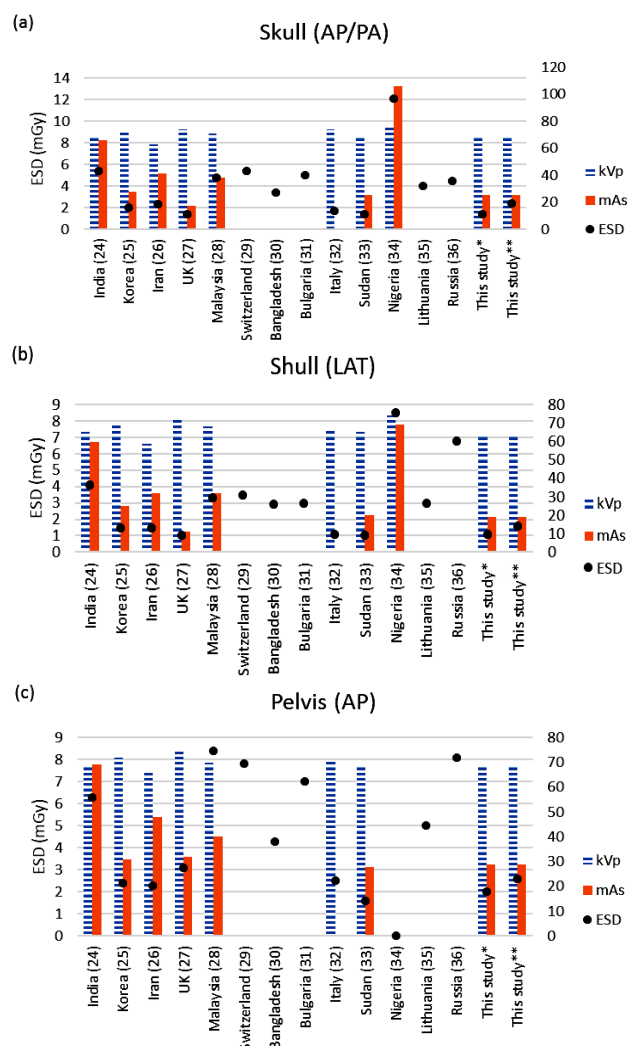 (a)
Skull (AP/PA)
ESD (mGy)
14
12
10
8
6
4
2
0
120
100
80
60
40
20
0
kVp
mAs
ESD
India (24)
Korea (25)
Iran (26)
UK (27)
Malaysia (28)
Switzerland (29)
Bangladesh (30)
Bulgaria (31)
Italy (32)
Sudan (33)
Nigeria (34)
Lithuania (35)
Russia (36)
This study*
This study**
(b)
Shull (LAT)
ESD (mGy)
9
8
7
6
5
4
3
2
1
0
80
70
60
50
40
30
20
10
0
kVp
mAs
ESD
India (24)
Korea (25)
Iran (26)
UK (27)
Malaysia (28)
Switzerland (29)
Bangladesh (30)
Bulgaria (31)
Italy (32)
Sudan (33)
Nigeria (34)
Lithuania (35)
Russia (36)
This study*
This study**
(c)
Pelvis (AP)
ESD (mGy)
9
8
7
6
5
4
3
2
1
0
80
70
60
50
40
30
20
10
0
kVp
mAs
ESD
India (24)
Korea (25)
Iran (26)
UK (27)
Malaysia (28)
Switzerland (29)
Bangladesh (30)
Bulgaria (31)
Italy (32)
Sudan (33)
Nigeria (34)
Lithuania (35)
Russia (36)
This study*
This study**